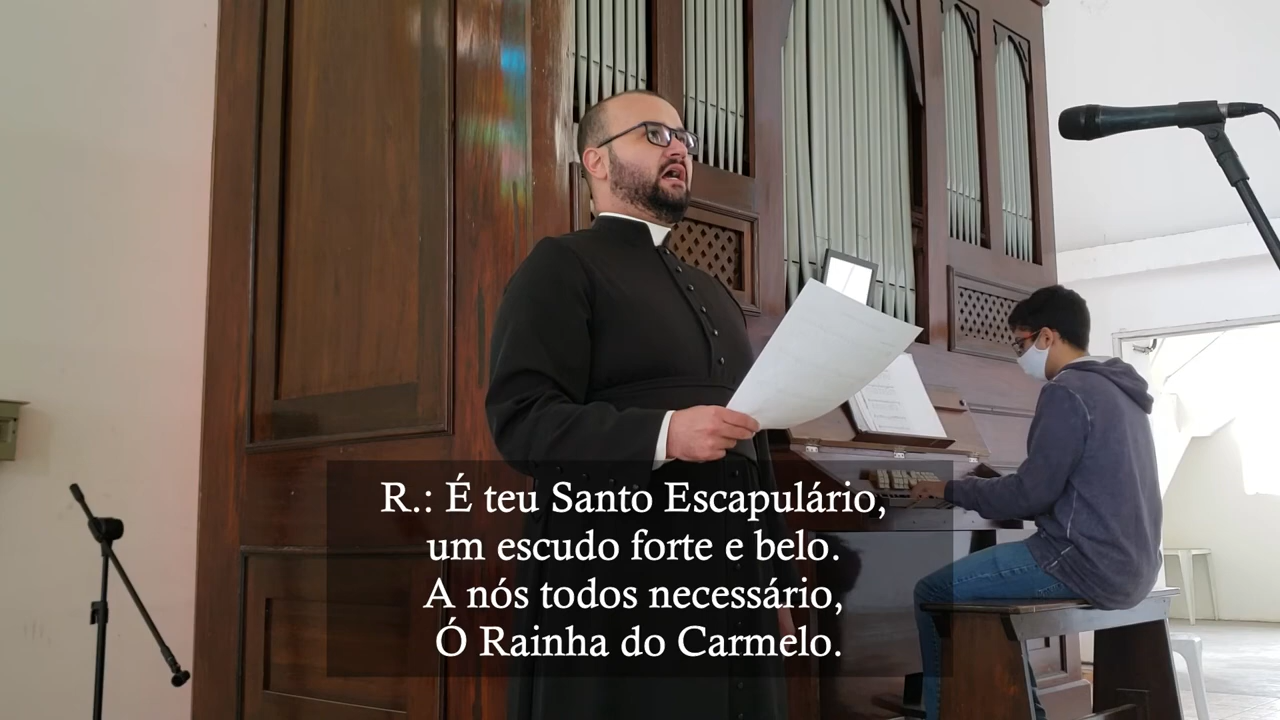 R.: É teu Santo Escapulário,
um escudo forte e belo.
A nós todos necessário,
Ó Rainha do Carmelo.